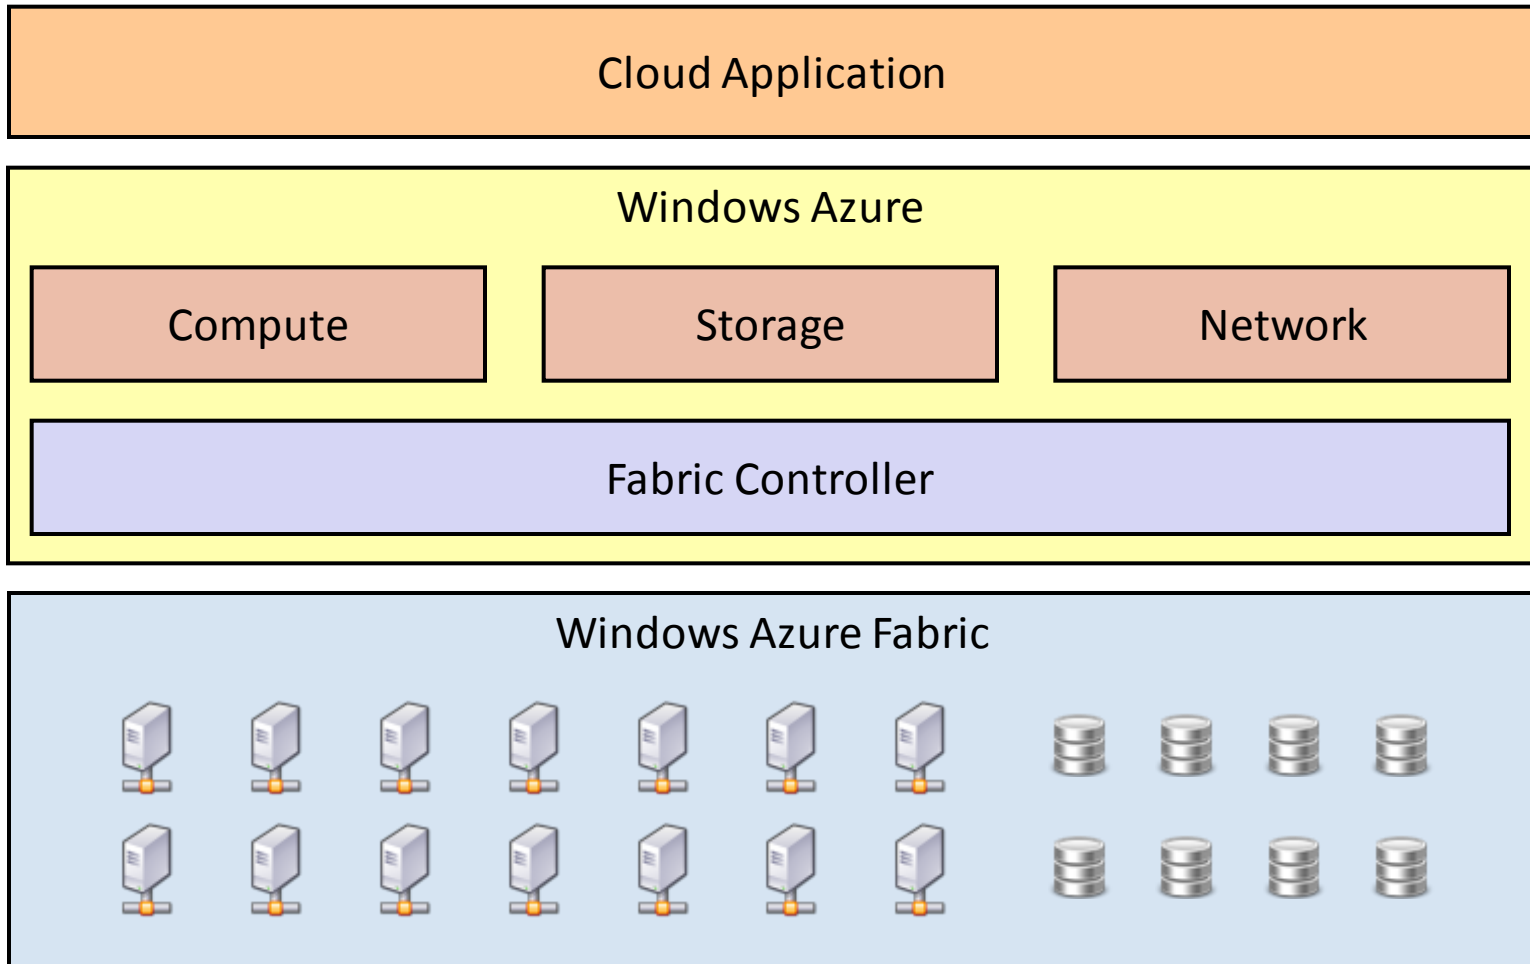 Cloud Application
Windows Azure
Compute
Storage
Network
Fabric Controller
Windows Azure Fabric